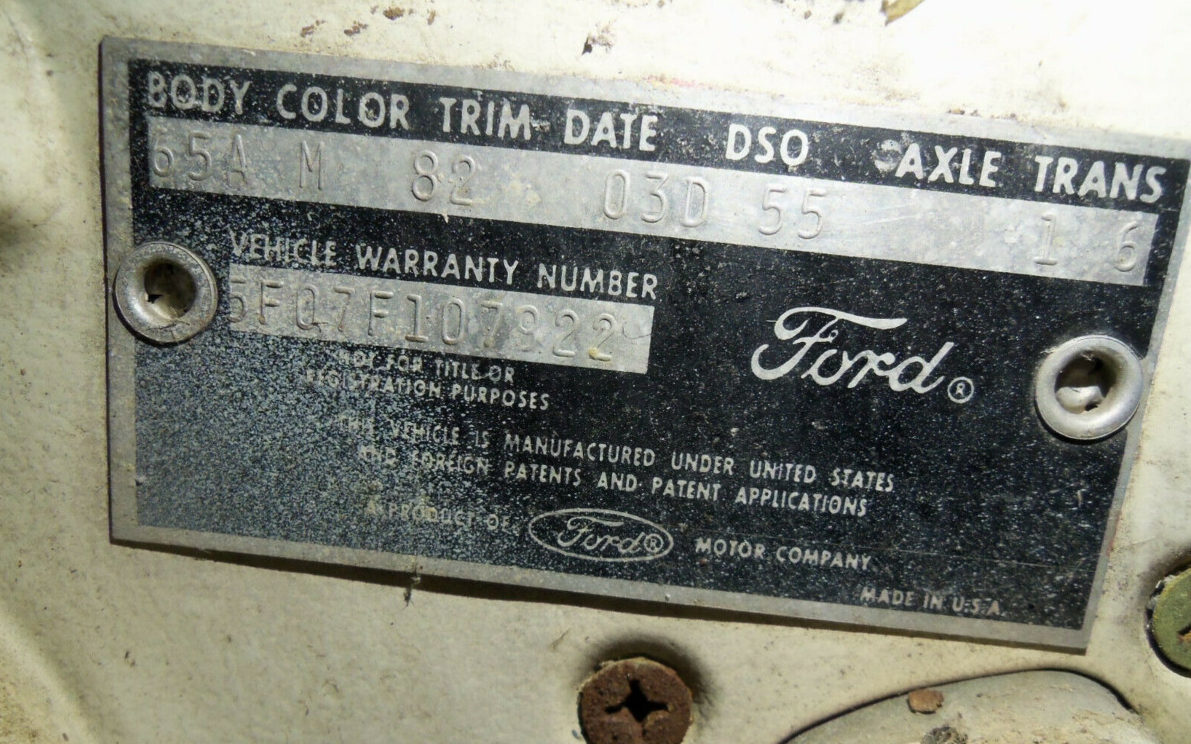 BODY COLOR TRIM DATE DSO AXLE TRANS
65A M 82 03D 55 1 6
VEHICLE WARRANTY NUMBER
5F07F107922
Ford®
NOT FOR TITLE OR
REGISTRATION PURPOSES
THIS VEHICLE IS MANUFACTURED UNDER UNITED STATES
AND FOREIGN PATENTS AND PATENT APPLICATIONS
A PRODUCT OF Ford® MOTOR COMPANY
MADE IN U.S.A.